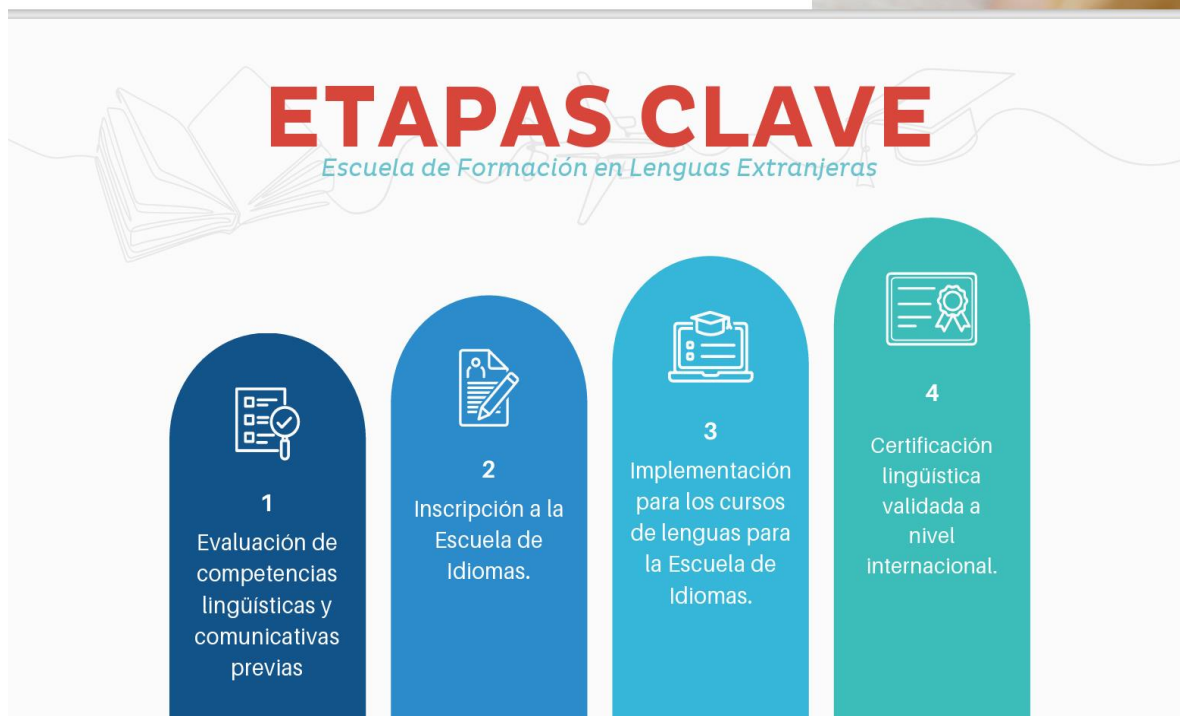 ETAPAS CLAVE
Escuela de Formación en Lenguas Extranjeras
1
Evaluación de
competencias
lingüísticas y
comunicativas
previas
2
Inscripción a la
Escuela de
Idiomas.
3
Implementación
para los cursos
de lenguas para
la Escuela de
Idiomas.
4
Certificación
lingüística
validada a
nivel
internacional.